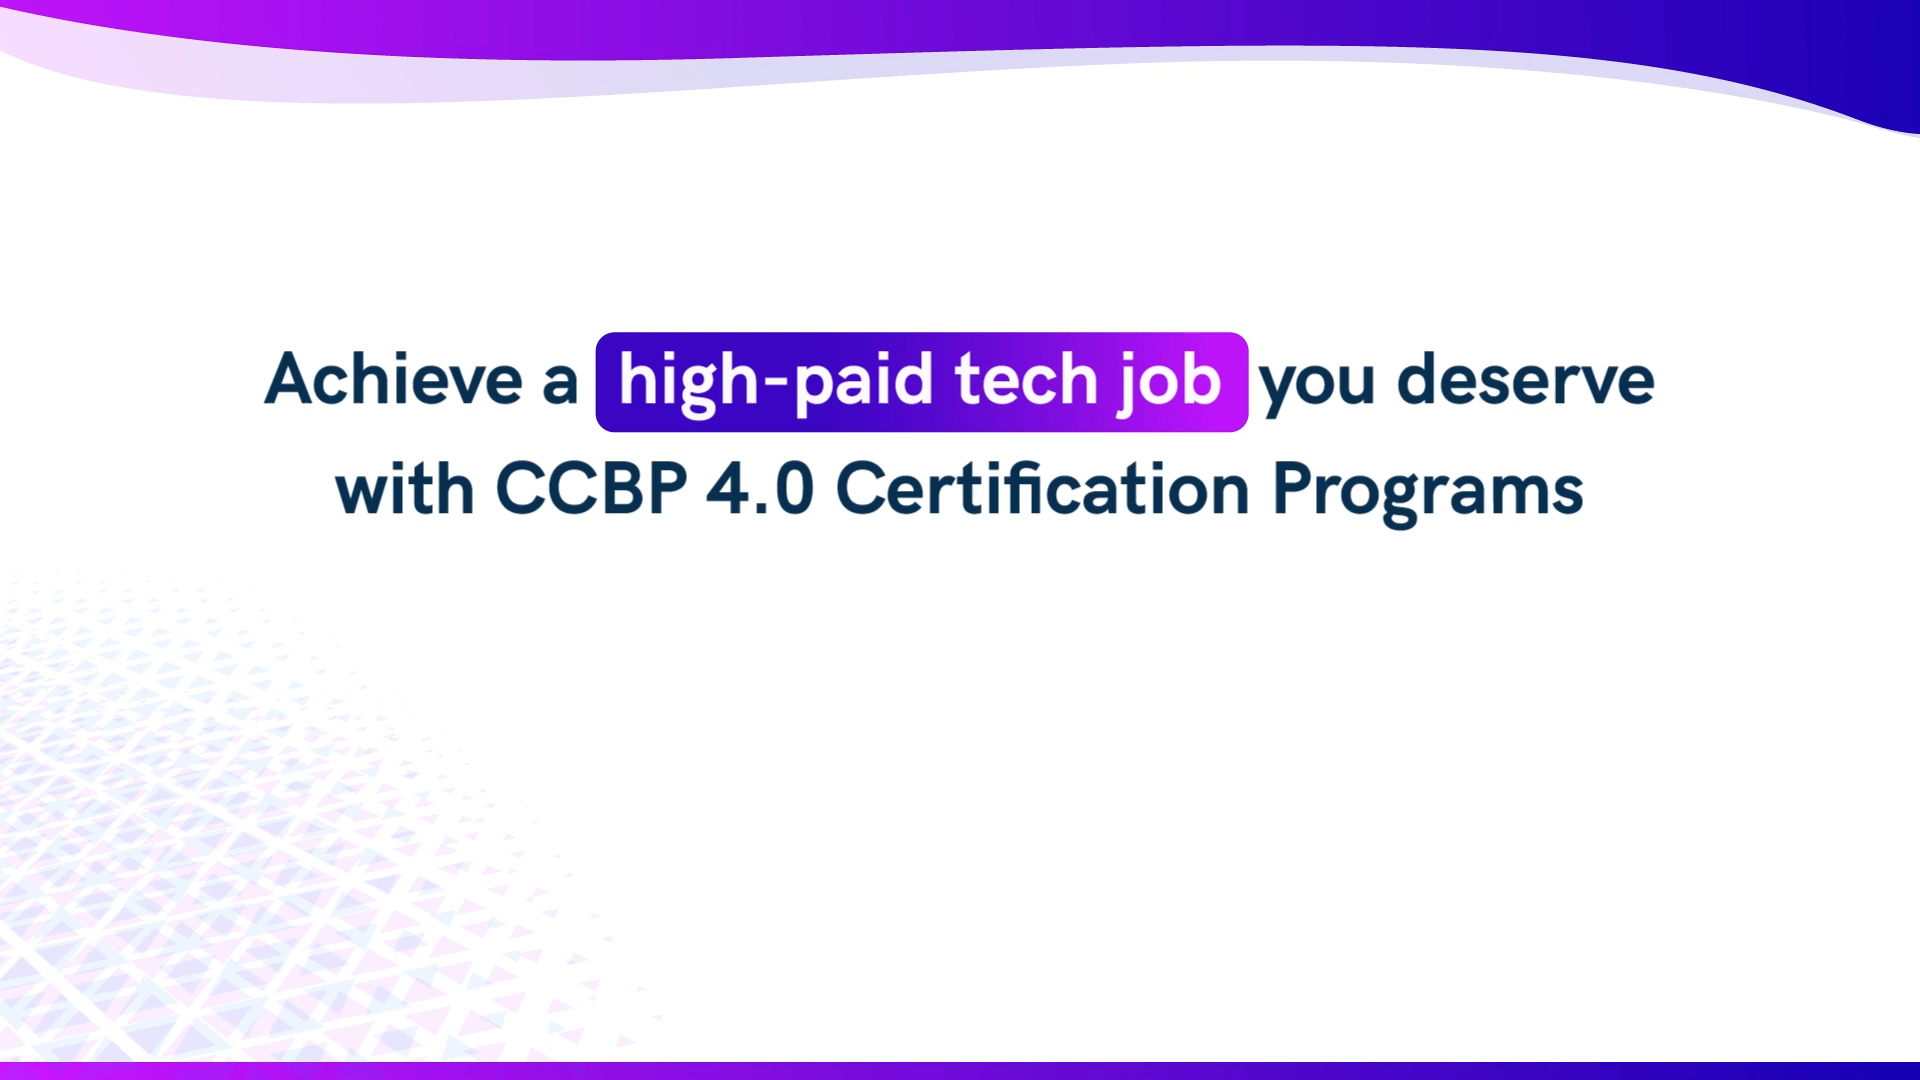 Achieve a high-paid tech job you deserve
with CCBP 4.0 Certification Programs